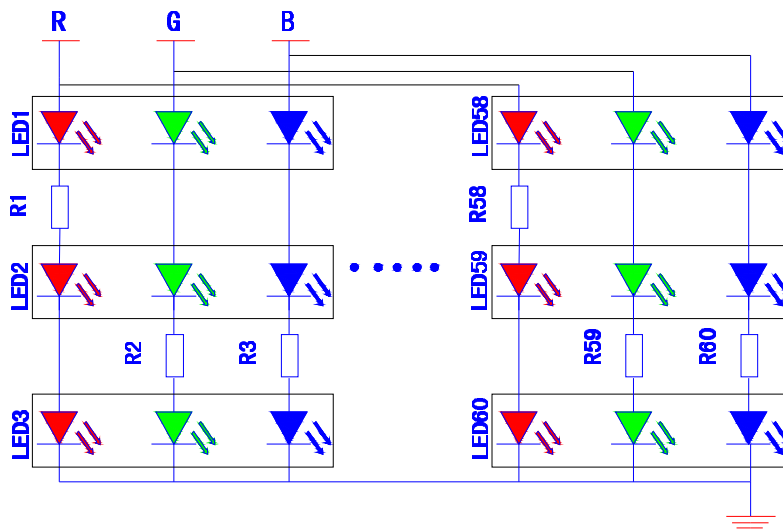 R G B
LED1 LED58
R1 R58
LED2 LED59
R2 R3 R59 R60
LED3 LED60